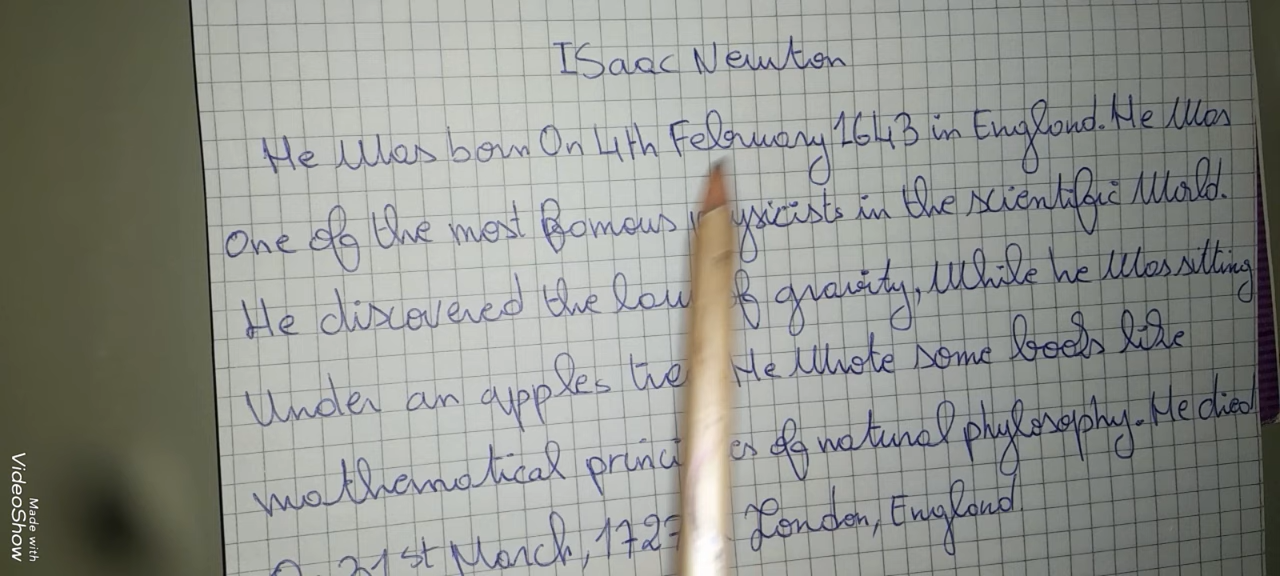 ISaac Newton
He was born On 4th February 1643 in England. He was
One of the most famous in the scientific World.
He discovered the law gravity, While he was sitting
Under an apples He Wrote some books like
mathematical of natural phylosophy. He died
31st March, London, England
Made with
VideoShow